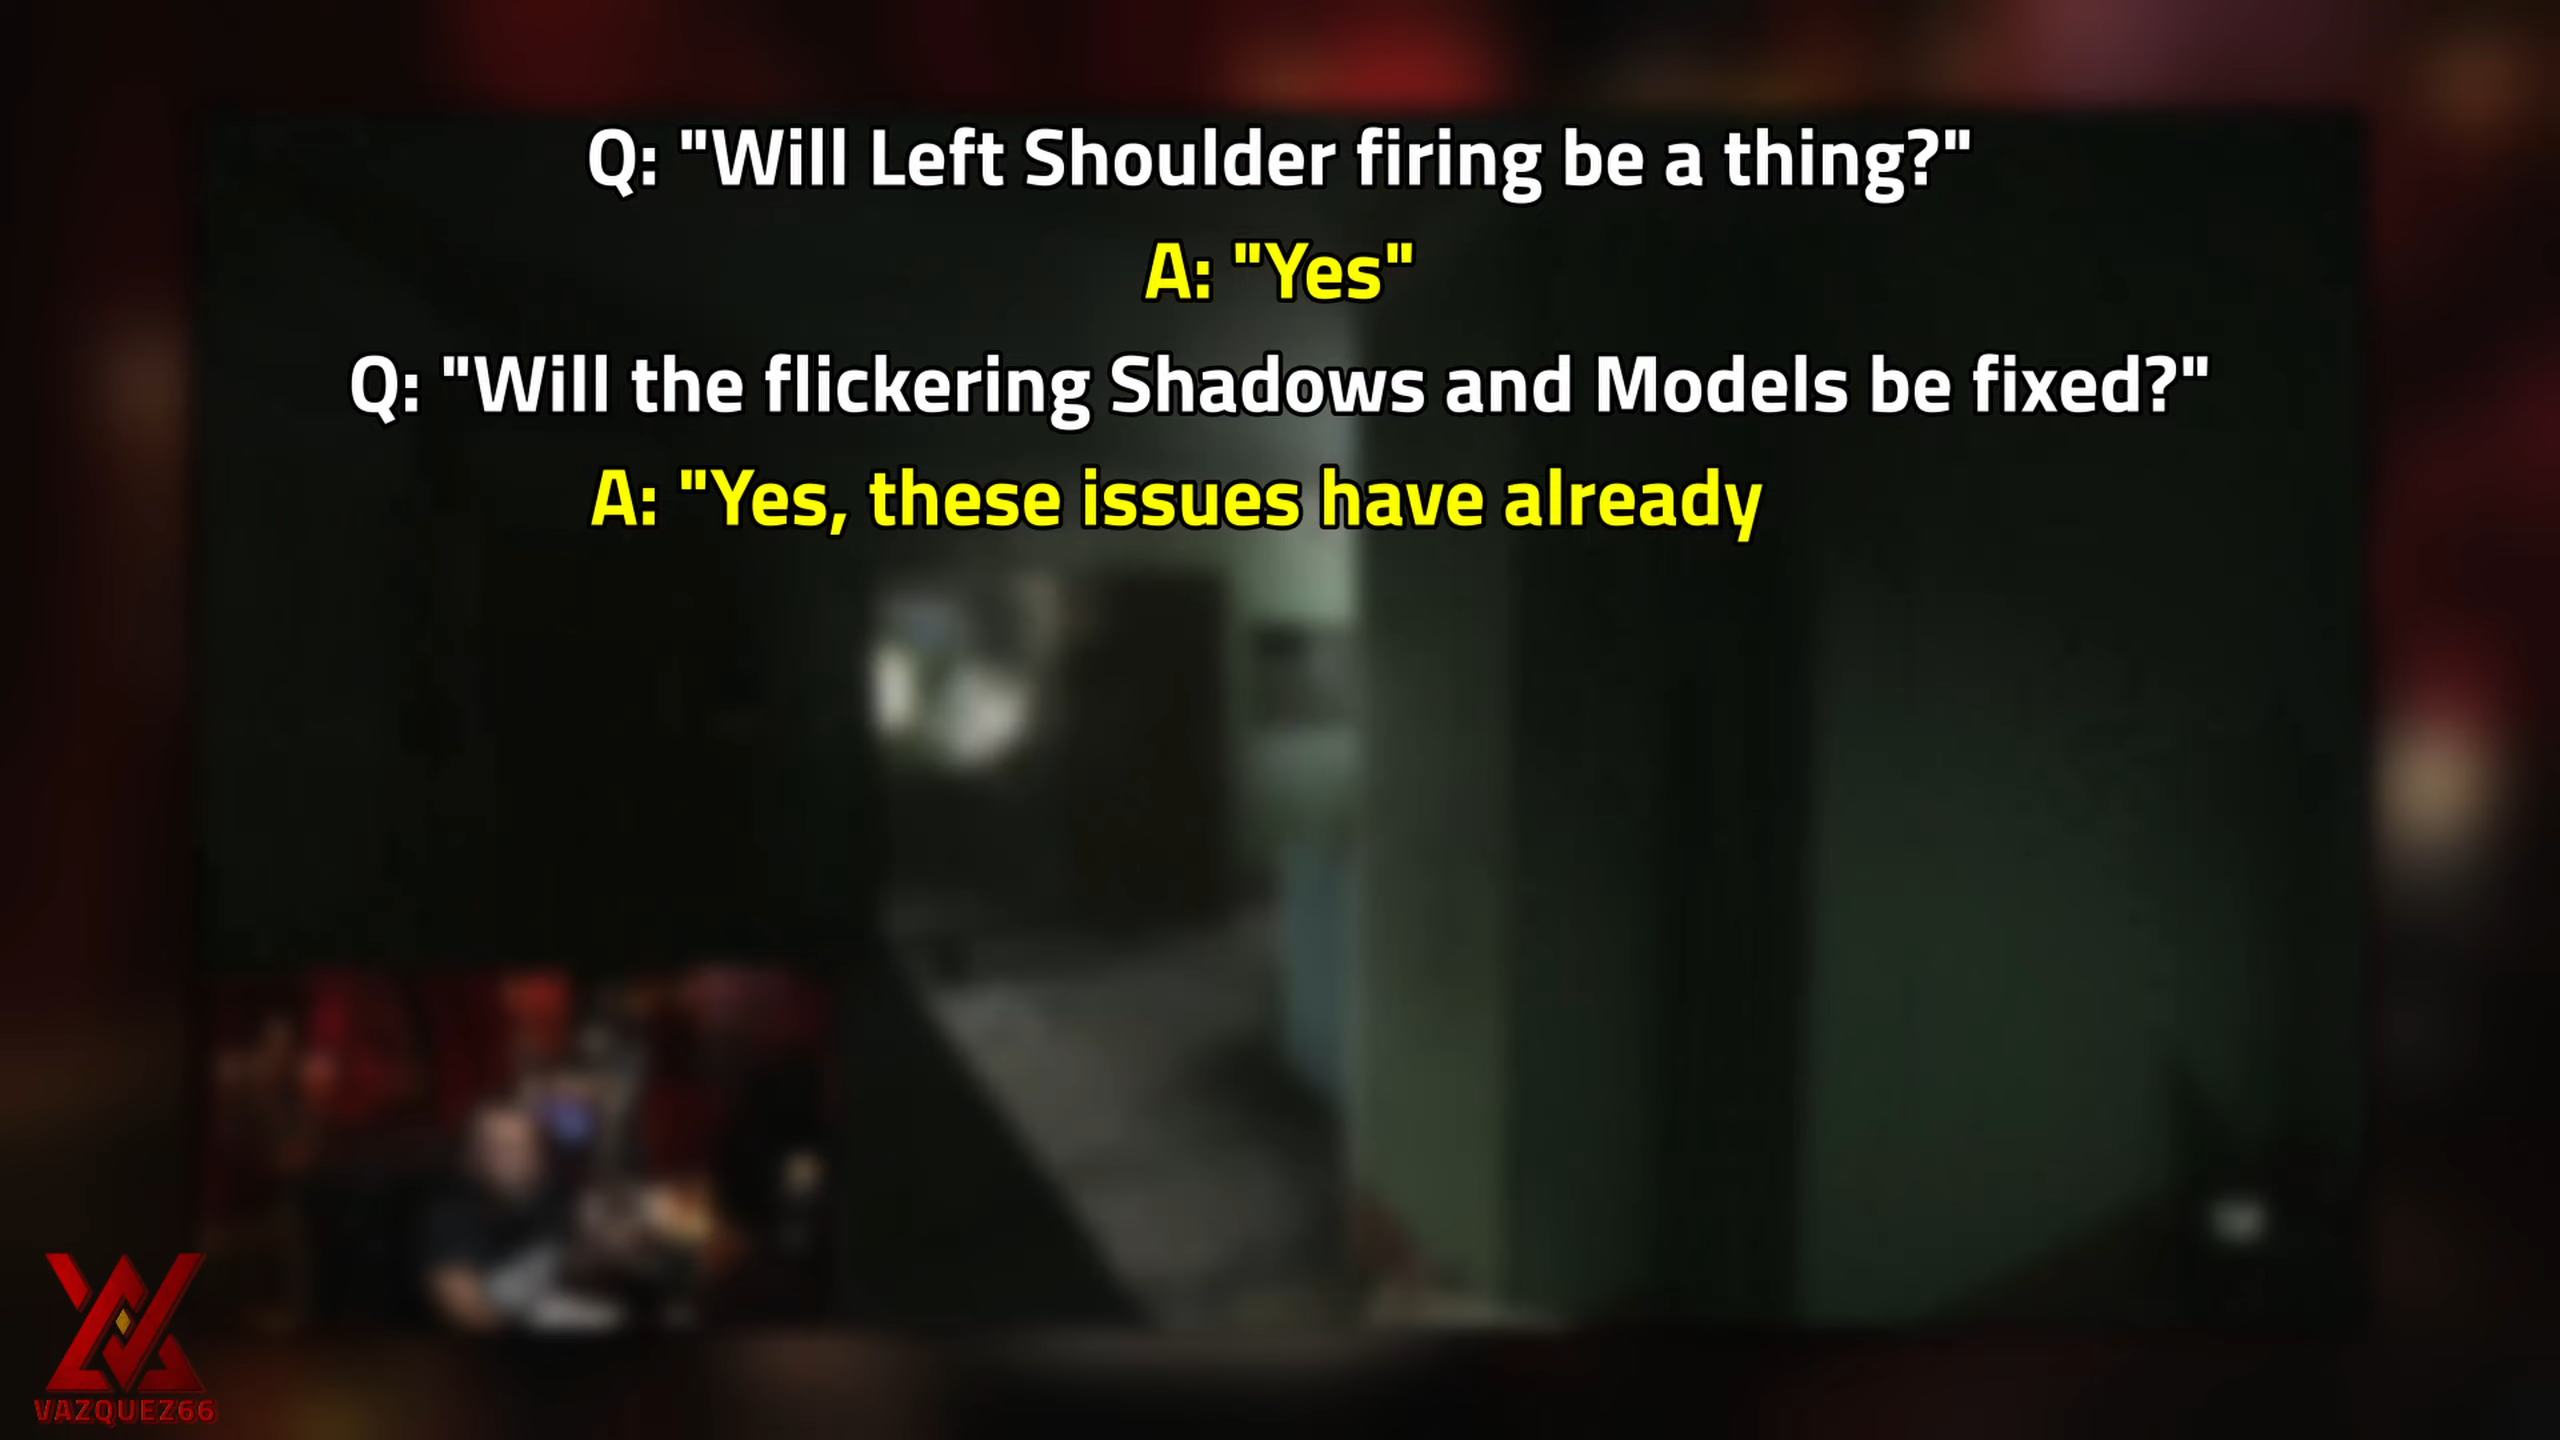 Q: "Will Left Shoulder firing be a thing?"
A: "Yes"
Q: "Will the flickering Shadows and Models be fixed?"
A: "Yes, these issues have already
VAZQUEZ66